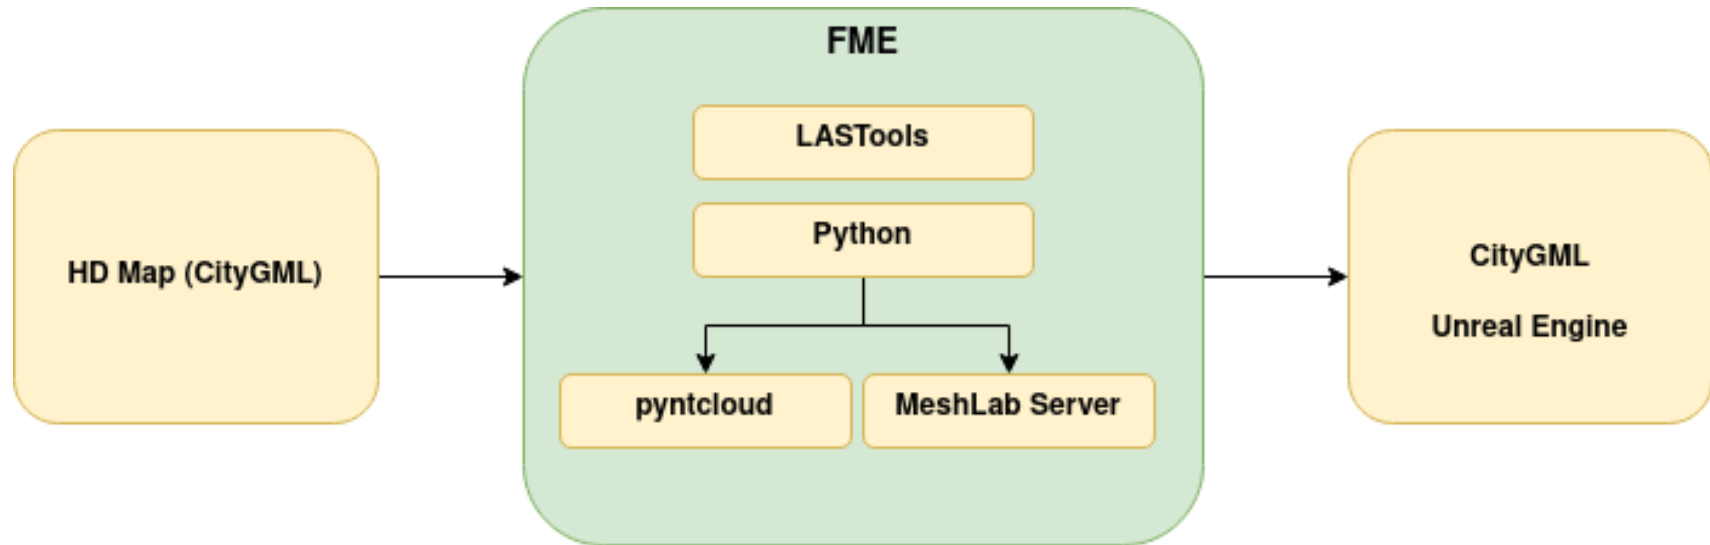 FME
LASTools
Python
HD Map (CityGML)
CityGML
Unreal Engine
pyntcloud
MeshLab Server